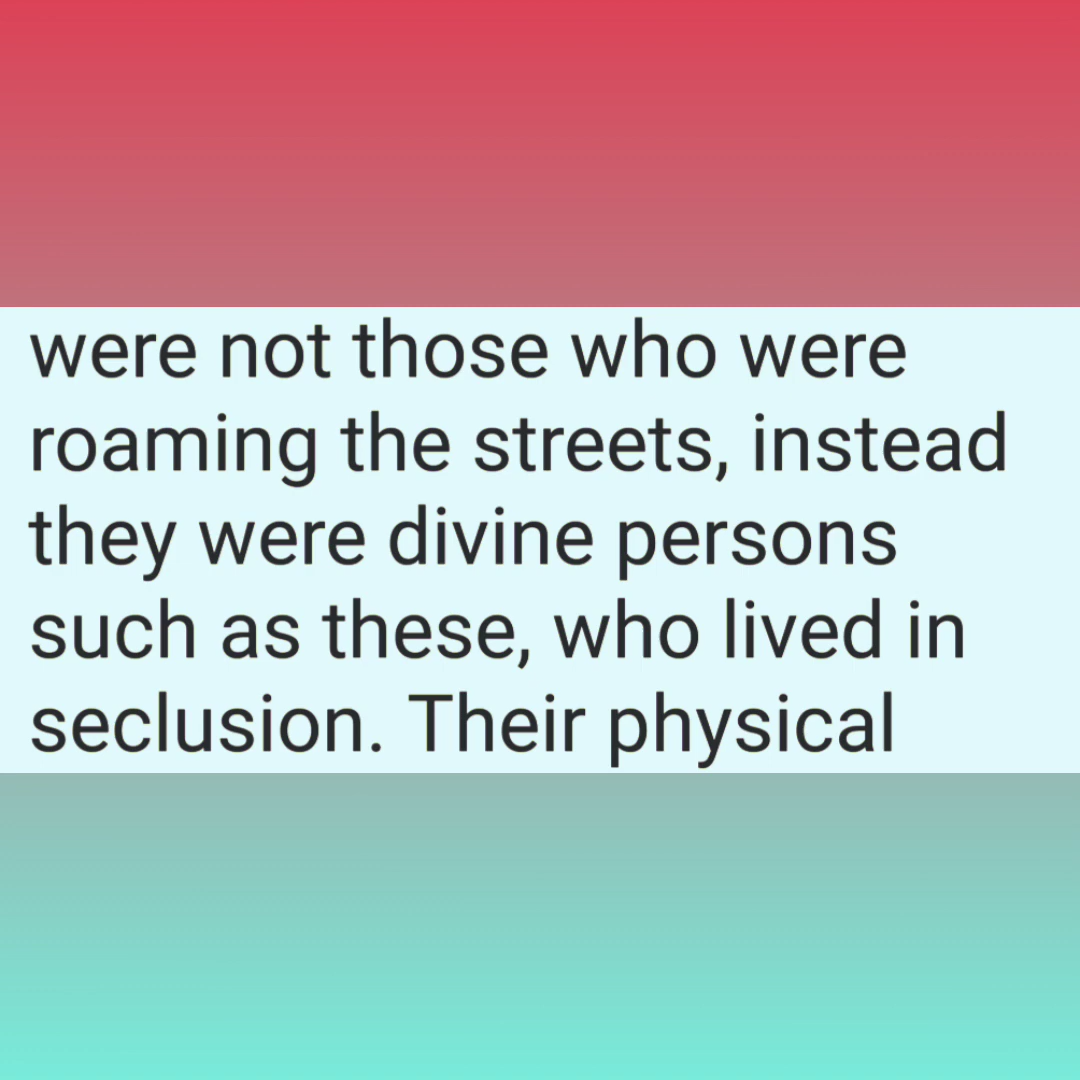 were not those who were
roaming the streets, instead
they were divine persons
such as these, who lived in
seclusion. Their physical